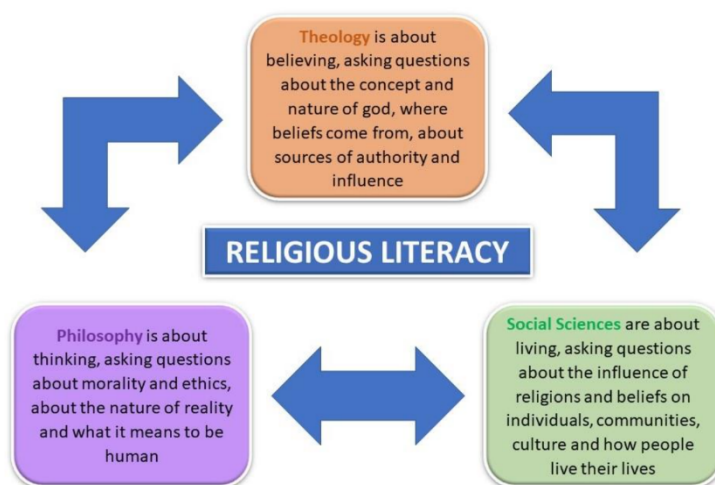 Theology is about
believing, asking questions
about the concept and
nature of god, where
beliefs come from, about
sources of authority and
influence
RELIGIOUS LITERACY
Philosophy is about
thinking, asking questions
about morality and ethics,
about the nature of reality
and what it means to be
human
Social Sciences are about
living, asking questions
about the influence of
religions and beliefs on
individuals, communities,
culture and how people
live their lives